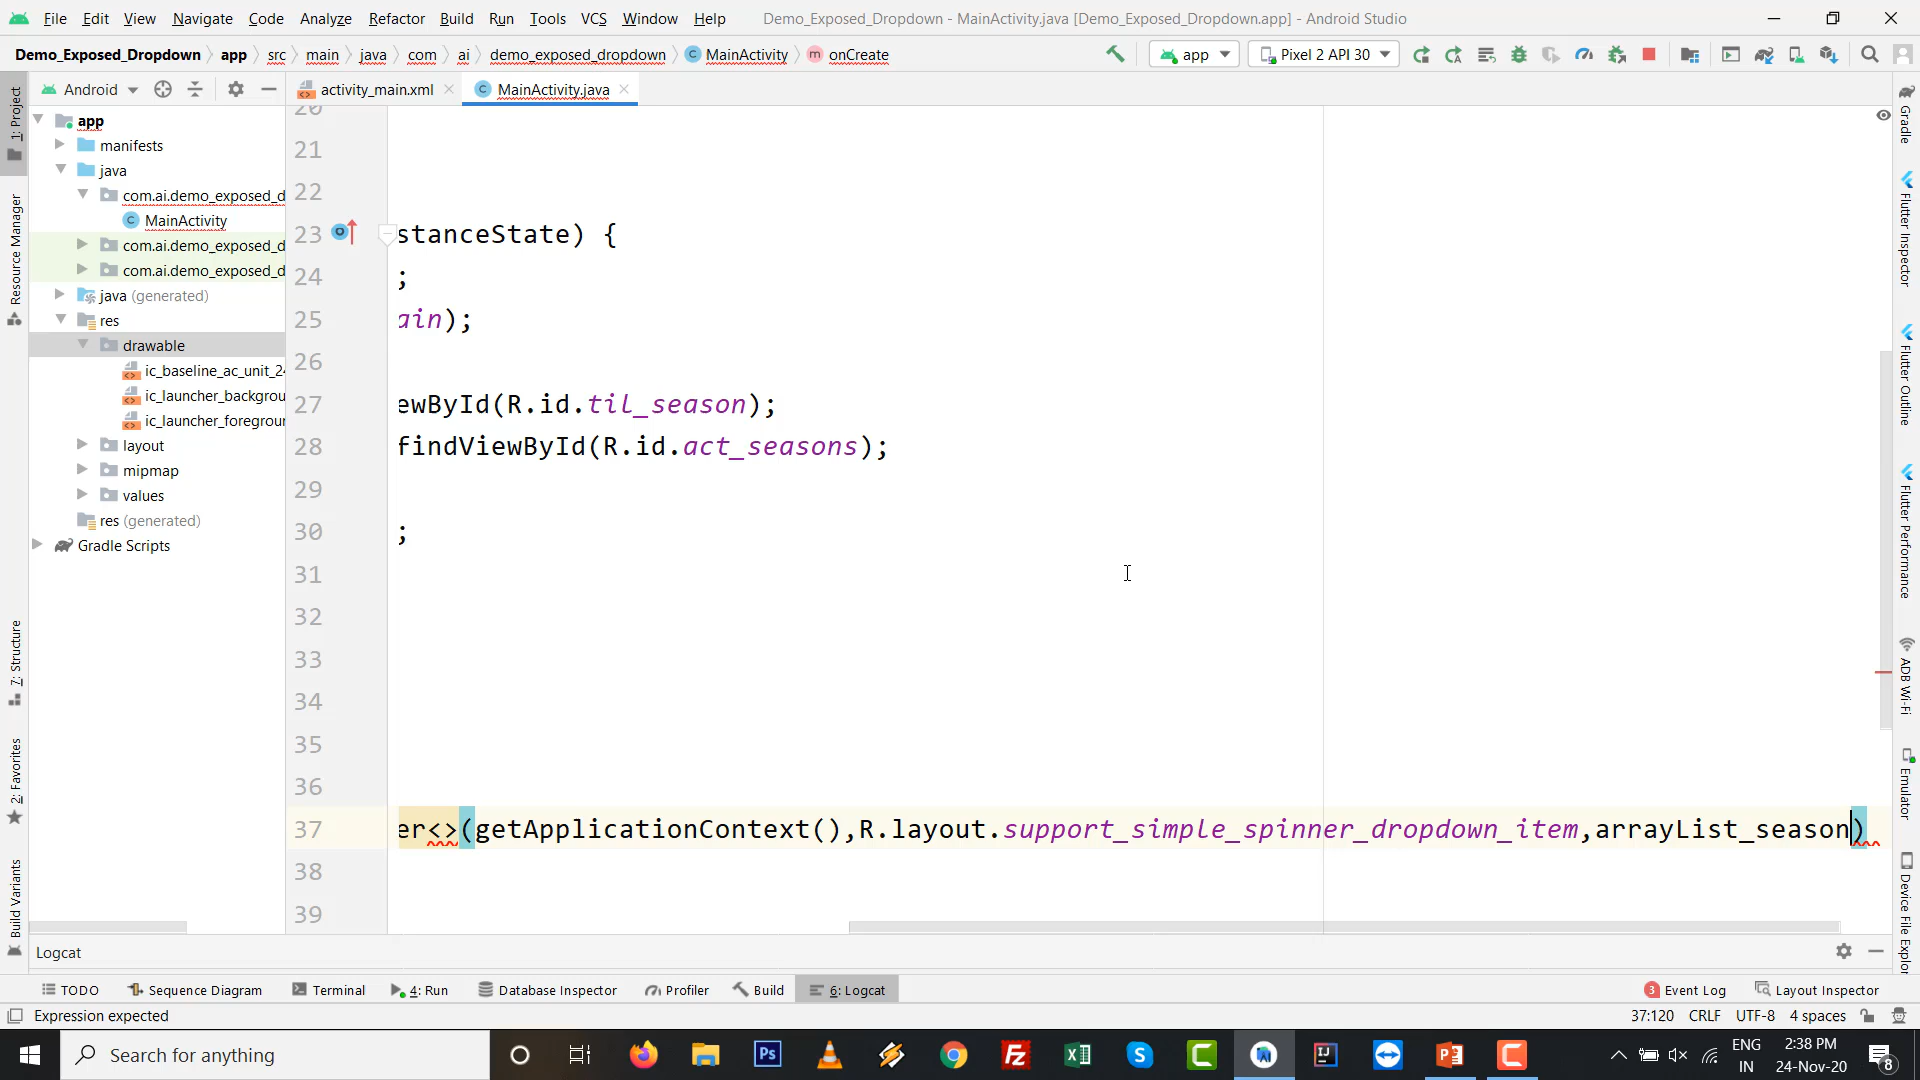 File Edit View Navigate Code Analyze Refactor Build Run Tools VCS Window Help Demo_Exposed_Dropdown - MainActivity.java [Demo_Exposed_Dropdown.app] - Android Studio
Demo_Exposed_Dropdown app src main java com ai demo_exposed_dropdown C MainActivity m onCreate app Pixel 2 API 30
Android activity_main.xml C MainActivity.java
1: Project
Resource Manager
7: Structure
2: Favorites
Build Variants
app
manifests
java
com.ai.demo_exposed_d
C MainActivity
com.ai.demo_exposed_d
com.ai.demo_exposed_d
java (generated)
res
drawable
ic_baseline_ac_unit_24
ic_launcher_backgrou
ic_launcher_foregroun
layout
mipmap
values
res (generated)
Gradle Scripts
20
21
22
23 stanceState) {
24 ;
25 ain);
26
27 ewById(R.id.til_season);
28 findViewById(R.id.act_seasons);
29
30 ;
31
32
33
34
35
36
37 er<>(getApplicationContext(),R.layout.support_simple_spinner_dropdown_item,arrayList_season)
38
39
Gradle
Flutter Inspector
Flutter Outline
Flutter Performance
ADB Wi-Fi
Emulator
Device File Explor
Logcat
TODO Sequence Diagram Terminal 4: Run Database Inspector Profiler Build 6: Logcat 3 Event Log Layout Inspector
Expression expected 37:120 CRLF UTF-8 4 spaces
Search for anything
ENG
IN
2:38 PM
24-Nov-20
8